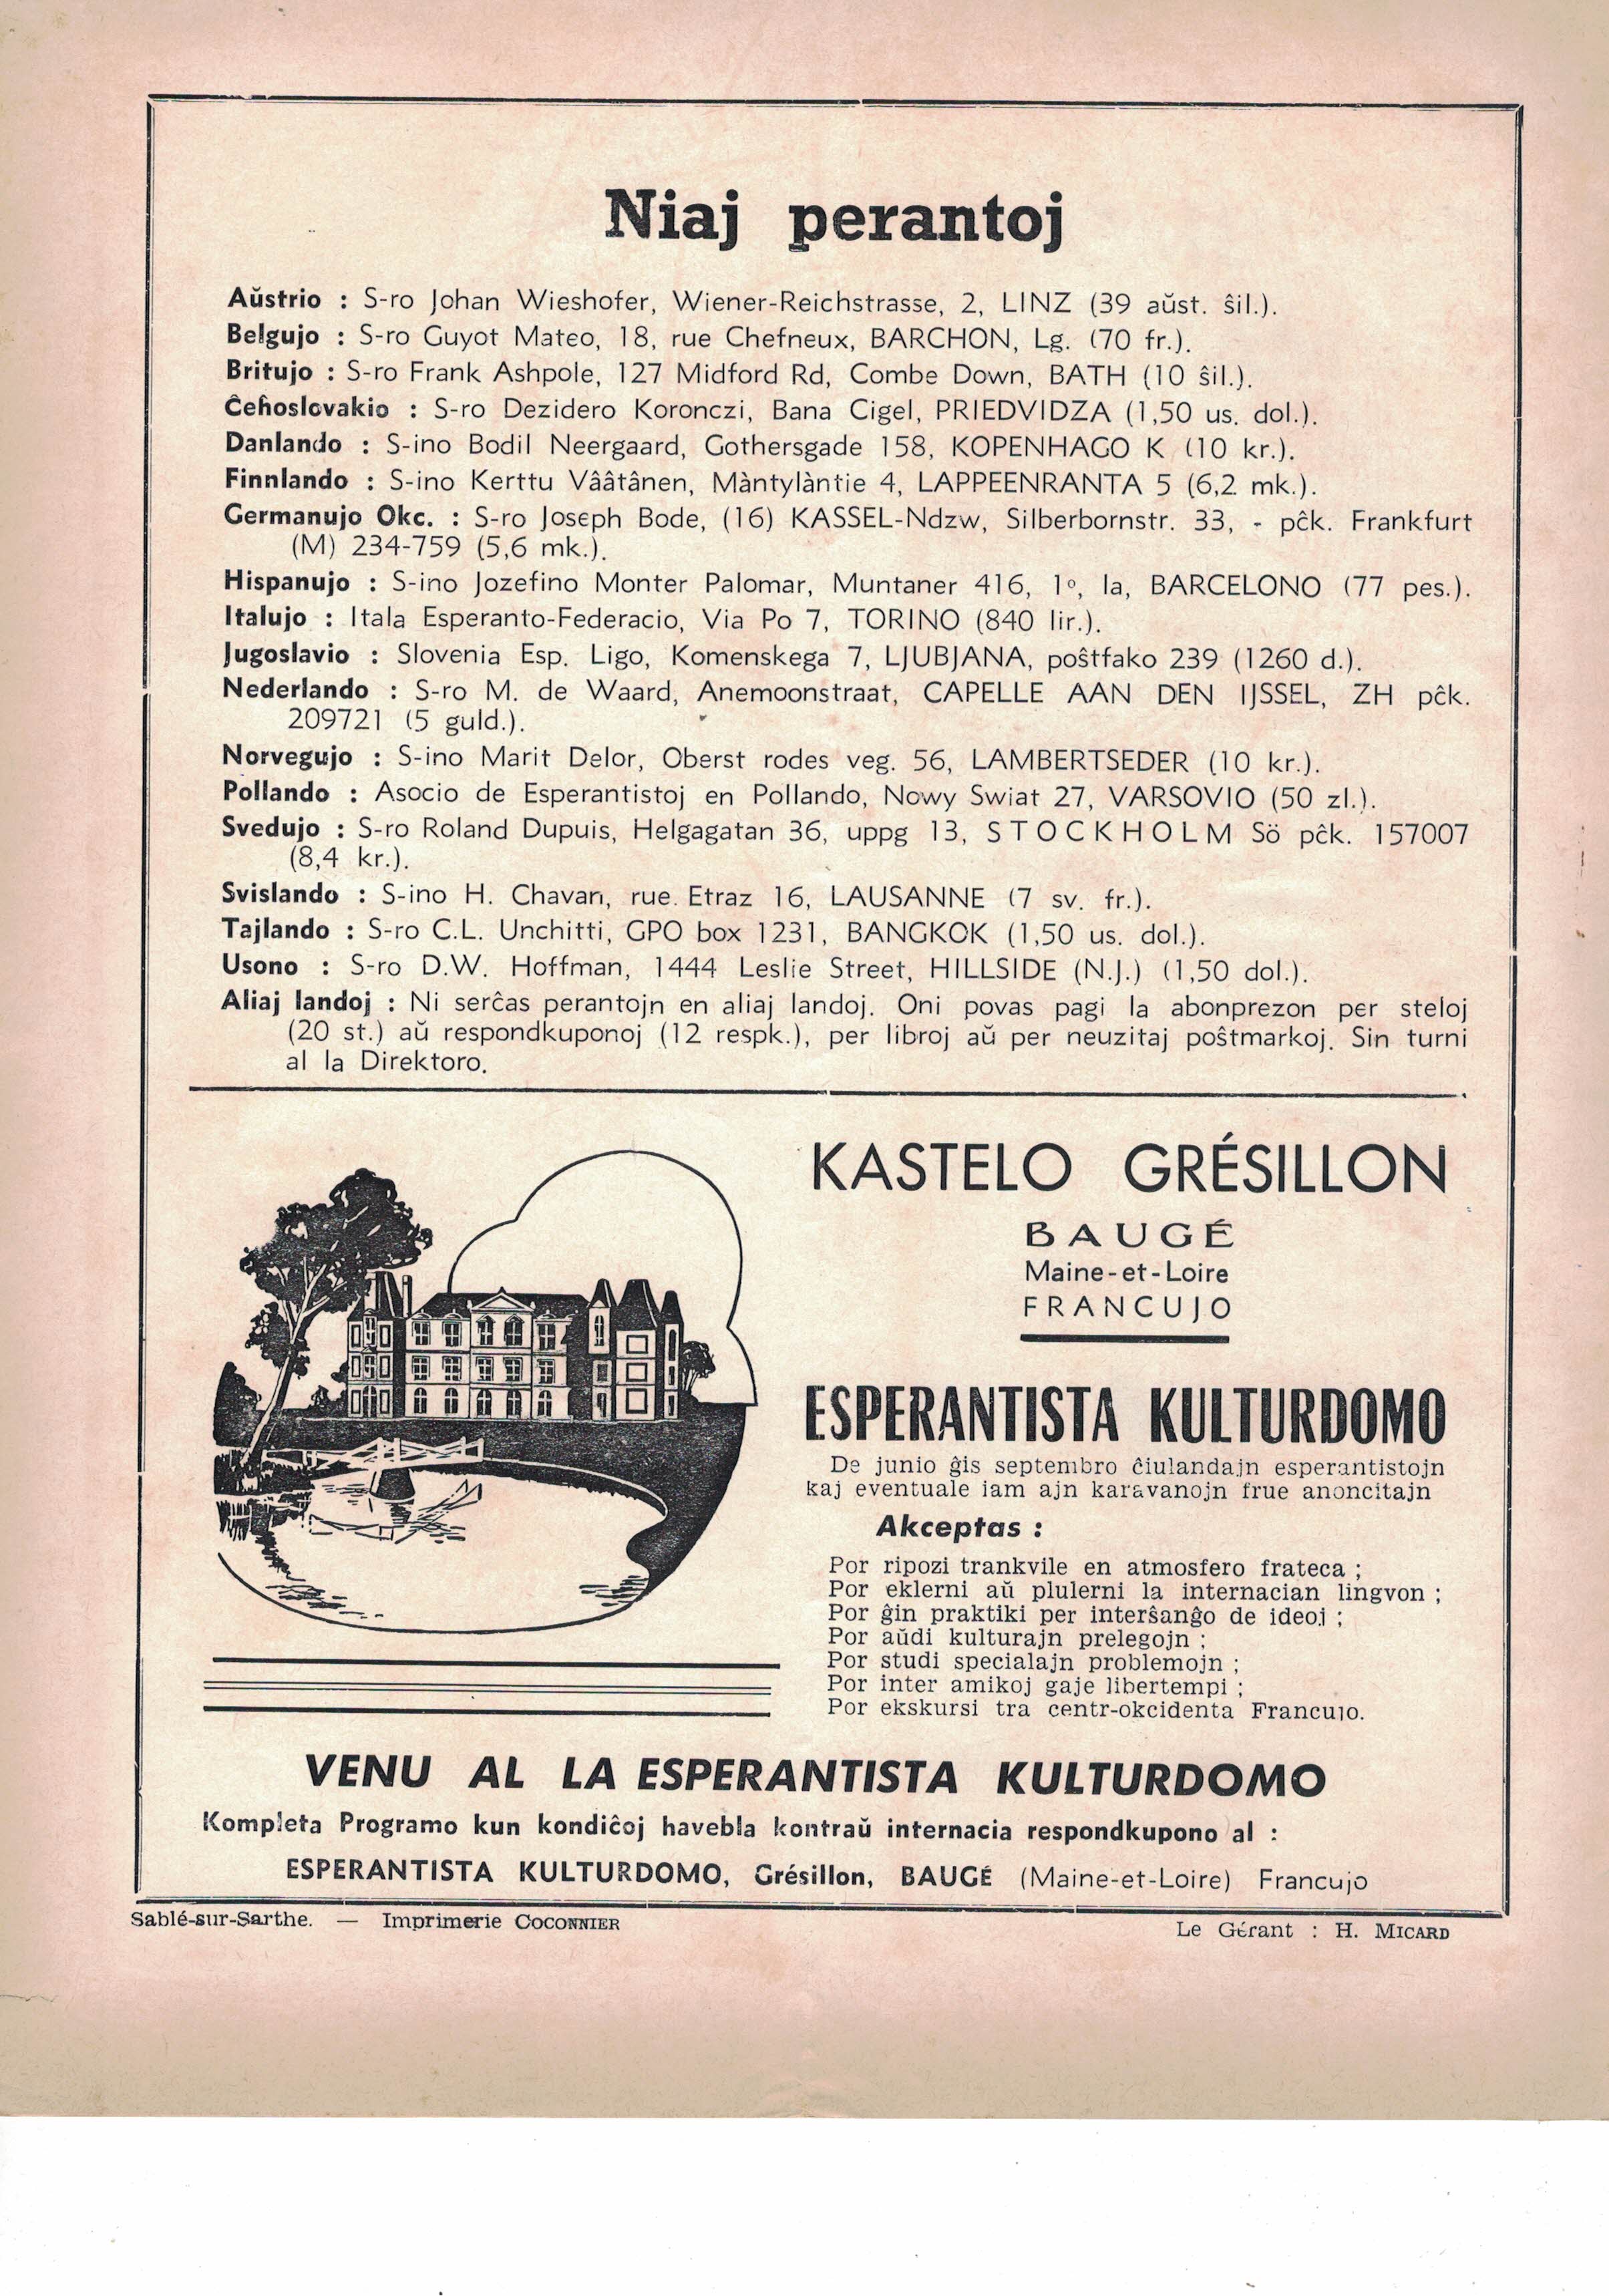 Niaj perantoj
Aŭstrio : S-ro Johan Wieshofer, Wiener-Reichstrasse, 2, LINZ (39 aŭst. ŝil.).
Belgujo : S-ro Guyot Mateo, 18, rue Chefneux, BARCHON, Lg. (70 fr.).
Britujo : S-ro Frank Ashpole, 127 Midford Rd, Combe Down, BATH (10 ŝil.).
Ĉeĥoslovakio : S-ro Dezidero Koronczi, Bana Cigel, PRIEDVIDZA (1,50 us. dol.).
Danlando : S-ino Bodil Neergaard, Gothersgade 158, KOPENHAGO K (10 kr.).
Finnlando : S-ino Kerttu Vââtânen, Màntylàntie 4, LAPPEENRANTA 5 (6,2 mk.).
Germanujo Okc. : S-ro Joseph Bode, (16) KASSEL-Ndzw, Silberbornstr. 33, - pĉk. Frankfurt
(M) 234-759 (5,6 mk.).
Hispanujo : S-ino Jozefino Monter Palomar, Muntaner 416, 1º, la, BARCELONO (77 pes.).
Italujo : Itala Esperanto-Federacio, Via Po 7, TORINO (840 lir.).
Jugoslavio : Slovenia Esp. Ligo, Komenskega 7, LJUBJANA, poŝtfako 239 (1260 d.).
Nederlando : S-ro M. de Waard, Anemoonstraat, CAPELLE AAN DEN IJSSEL, ZH pĉk.
209721 (5 guld.).
Norvegujo : S-ino Marit Delor, Oberst rodes veg. 56, LAMBERTSEDER (10 kr.).
Pollando : Asocio de Esperantistoj en Pollando, Nowy Swiat 27, VARSOVIO (50 zl.).
Svedujo : S-ro Roland Dupuis, Helgagatan 36, uppg 13, STOCKHOLM Sö pĉk. 157007
(8,4 kr.).
Svislando : S-ino H. Chavan, rue. Etraz 16, LAUSANNE (7 sv. fr.).
Tajlando : S-ro C.L. Unchitti, GPO box 1231, BANGKOK (1,50 us. dol.).
Usono : S-ro D.W. Hoffman, 1444 Leslie Street, HILLSIDE (N.J.) (1,50 dol.).
Aliaj landoj : Ni serĉas perantojn en aliaj landoj. Oni povas pagi la abonprezon per steloj
(20 st.) aŭ respondkuponoj (12 respk.), per libroj aŭ per neuzitaj poŝtmarkoj. Sin turni
al la Direktoro.
KASTELO GRÉSILLON
BAUGÉ
Maine-et-Loire
FRANCUJO
ESPERANTISTA KULTURDOMO
De junio ĝis septembro ĉiulandajn esperantistojn
kaj eventuale iam ajn karavanojn frue anoncitajn
Akceptas :
Por ripozi trankvile en atmosfero frateca ;
Por eklerni aŭ plulerni la internacian lingvon ;
Por ĝin praktiki per interŝanĝo de ideoj ;
Por aŭdi kulturajn prelegojn ;
Por studi specialajn problemojn ;
Por inter amikoj gaje libertempi ;
Por ekskursi tra centr-okcidenta Francujo.
VENU AL LA ESPERANTISTA KULTURDOMO
Kompleta Programo kun kondiĉoj havebla kontraŭ internacia respondkupono al :
ESPERANTISTA KULTURDOMO, Grésillon, BAUGÉ (Maine-et-Loire) Francujo
Sablé-sur-Sarthe. — Imprimerie COCONNIER
Le Gérant : H. MICARD